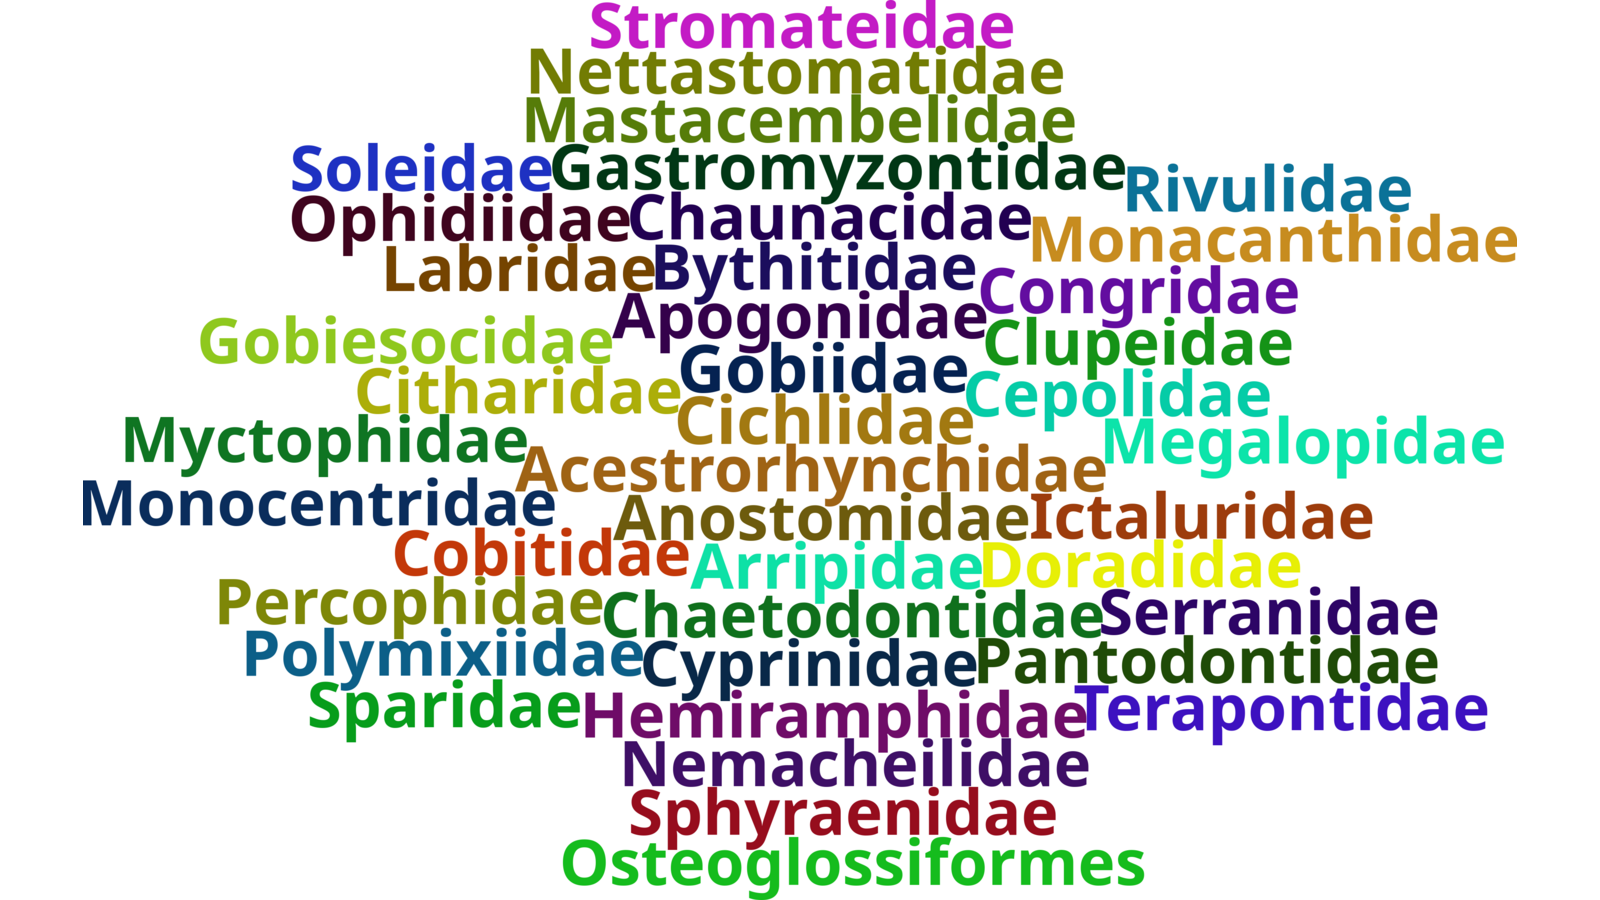 Stromateidae
Nettastomatidae
Mastacembelidae
Soleidae Gastromyzontidae Rivulidae
Ophidiidae Chaunacidae Monacanthidae
Labridae Bythitidae Congridae
Gobiesocidae Apogonidae Clupeidae
Citharidae Gobiidae Cepolidae
Myctophidae Cichlidae Megalopidae
Acestrorhynchidae
Monocentridae Anostomidae Ictaluridae
Cobitidae Arripidae Doradidae
Percophidae Chaetodontidae Serranidae
Polymixiidae Cyprinidae Pantodontidae
Sparidae Hemiramphidae Terapontidae
Nemacheilidae
Sphyraenidae
Osteoglossiformes